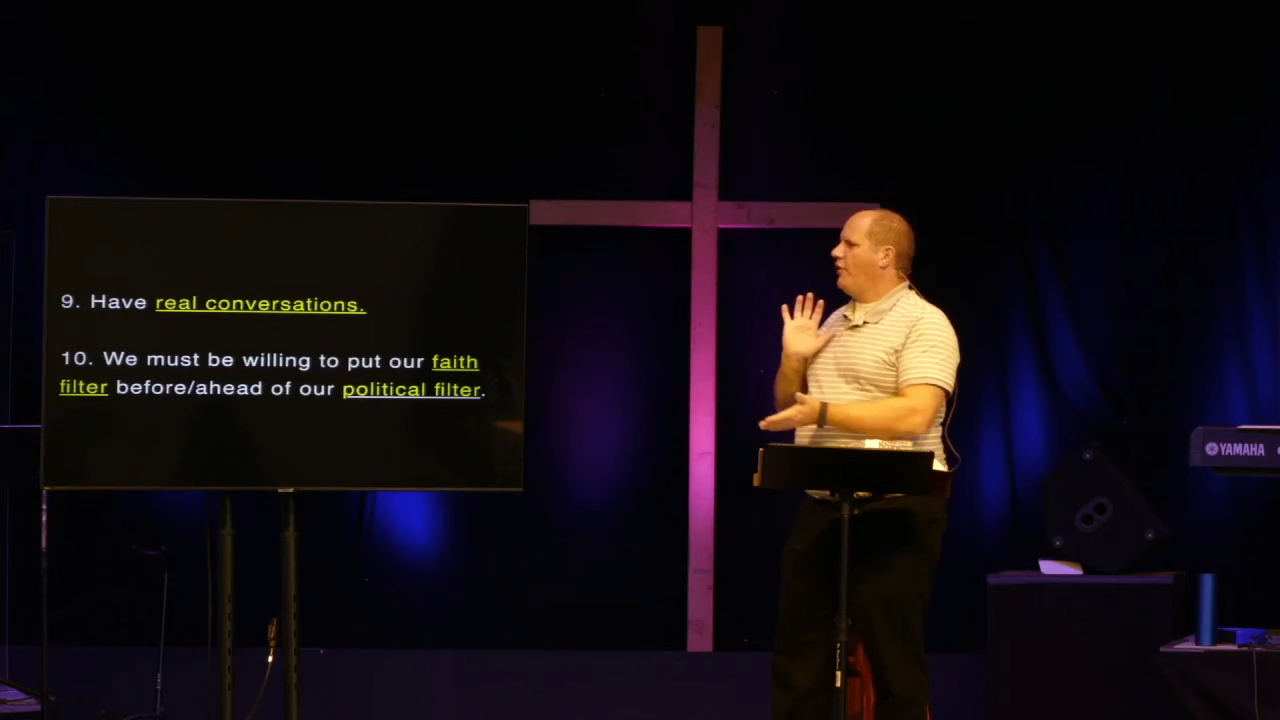 9. Have real conversations.
10. We must be willing to put our faith
filter before/ahead of our political filter.
YAMAHA